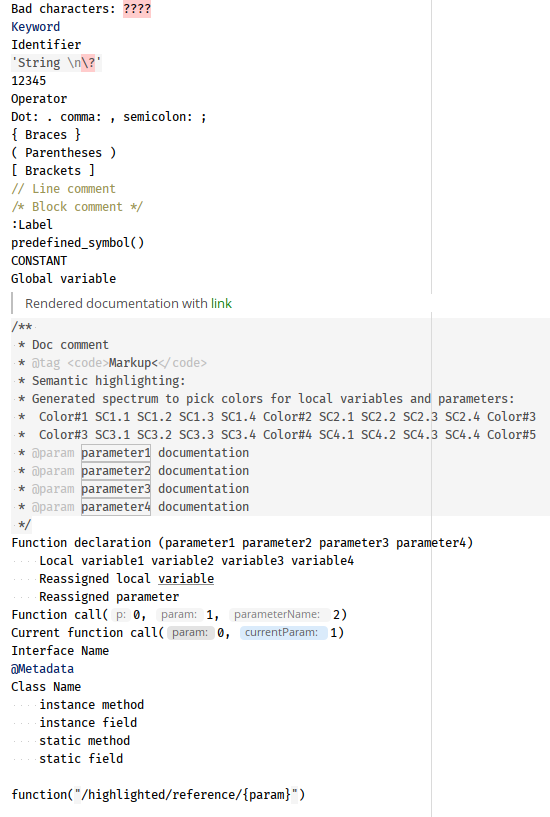 Bad characters: ????
Keyword
Identifier
'String \n\?'
12345
Operator
Dot: . comma: , semicolon: ;
{ Braces }
( Parentheses )
[ Brackets ]
// Line comment
/* Block comment */
:Label
predefined_symbol()
CONSTANT
Global variable
Rendered documentation with link
/**
 * Doc comment
 * @tag <code>Markup<</code>
 * Semantic highlighting:
 * Generated spectrum to pick colors for local variables and parameters:
 *  Color#1 SC1.1 SC1.2 SC1.3 SC1.4 Color#2 SC2.1 SC2.2 SC2.3 SC2.4 Color#3
 *  Color#3 SC3.1 SC3.2 SC3.3 SC3.4 Color#4 SC4.1 SC4.2 SC4.3 SC4.4 Color#5
 * @param parameter1 documentation
 * @param parameter2 documentation
 * @param parameter3 documentation
 * @param parameter4 documentation
 */
Function declaration (parameter1 parameter2 parameter3 parameter4)
    Local variable1 variable2 variable3 variable4
    Reassigned local variable
    Reassigned parameter
Function call( p: 0, param: 1, parameterName: 2)
Current function call( param: 0, currentParam: 1)
Interface Name
@Metadata
Class Name
    instance method
    instance field
    static method
    static field
function("/highlighted/reference/{param}")